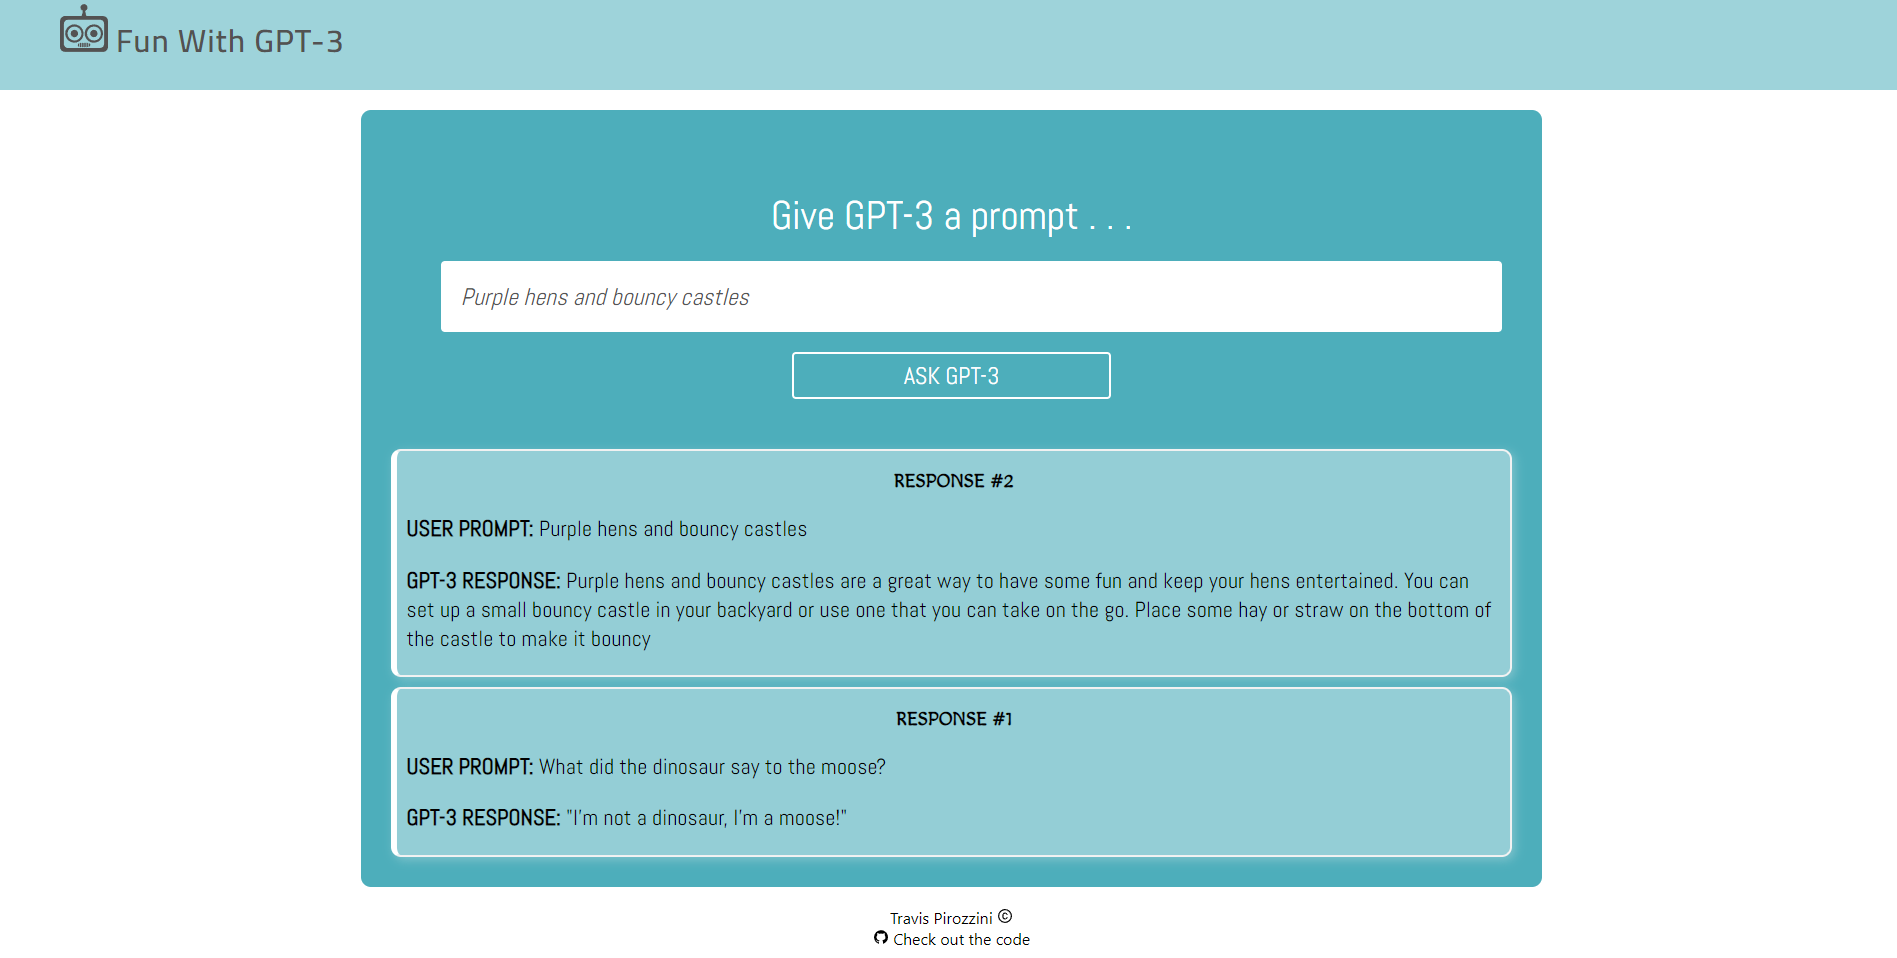 Fun With GPT-3
Give GPT-3 a prompt . . .
Purple hens and bouncy castles
ASK GPT-3
RESPONSE #2
USER PROMPT: Purple hens and bouncy castles
GPT-3 RESPONSE: Purple hens and bouncy castles are a great way to have some fun and keep your hens entertained. You can
set up a small bouncy castle in your backyard or use one that you can take on the go. Place some hay or straw on the bottom of
the castle to make it bouncy
RESPONSE #1
USER PROMPT: What did the dinosaur say to the moose?
GPT-3 RESPONSE: "I'm not a dinosaur, I'm a moose!"
Travis Pirozzini ©
Check out the code